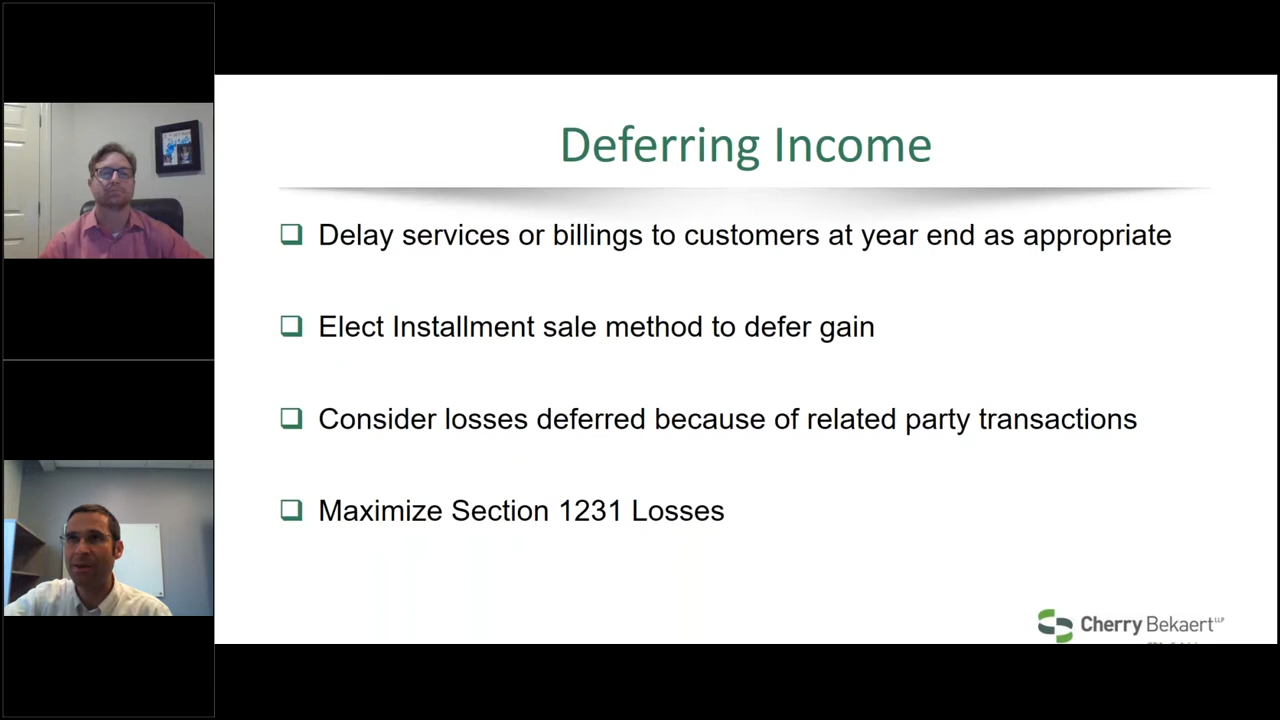 Deferring Income
Delay services or billings to customers at year end as appropriate
Elect Installment sale method to defer gain
Consider losses deferred because of related party transactions
Maximize Section 1231 Losses
Cherry Bekaert LLP